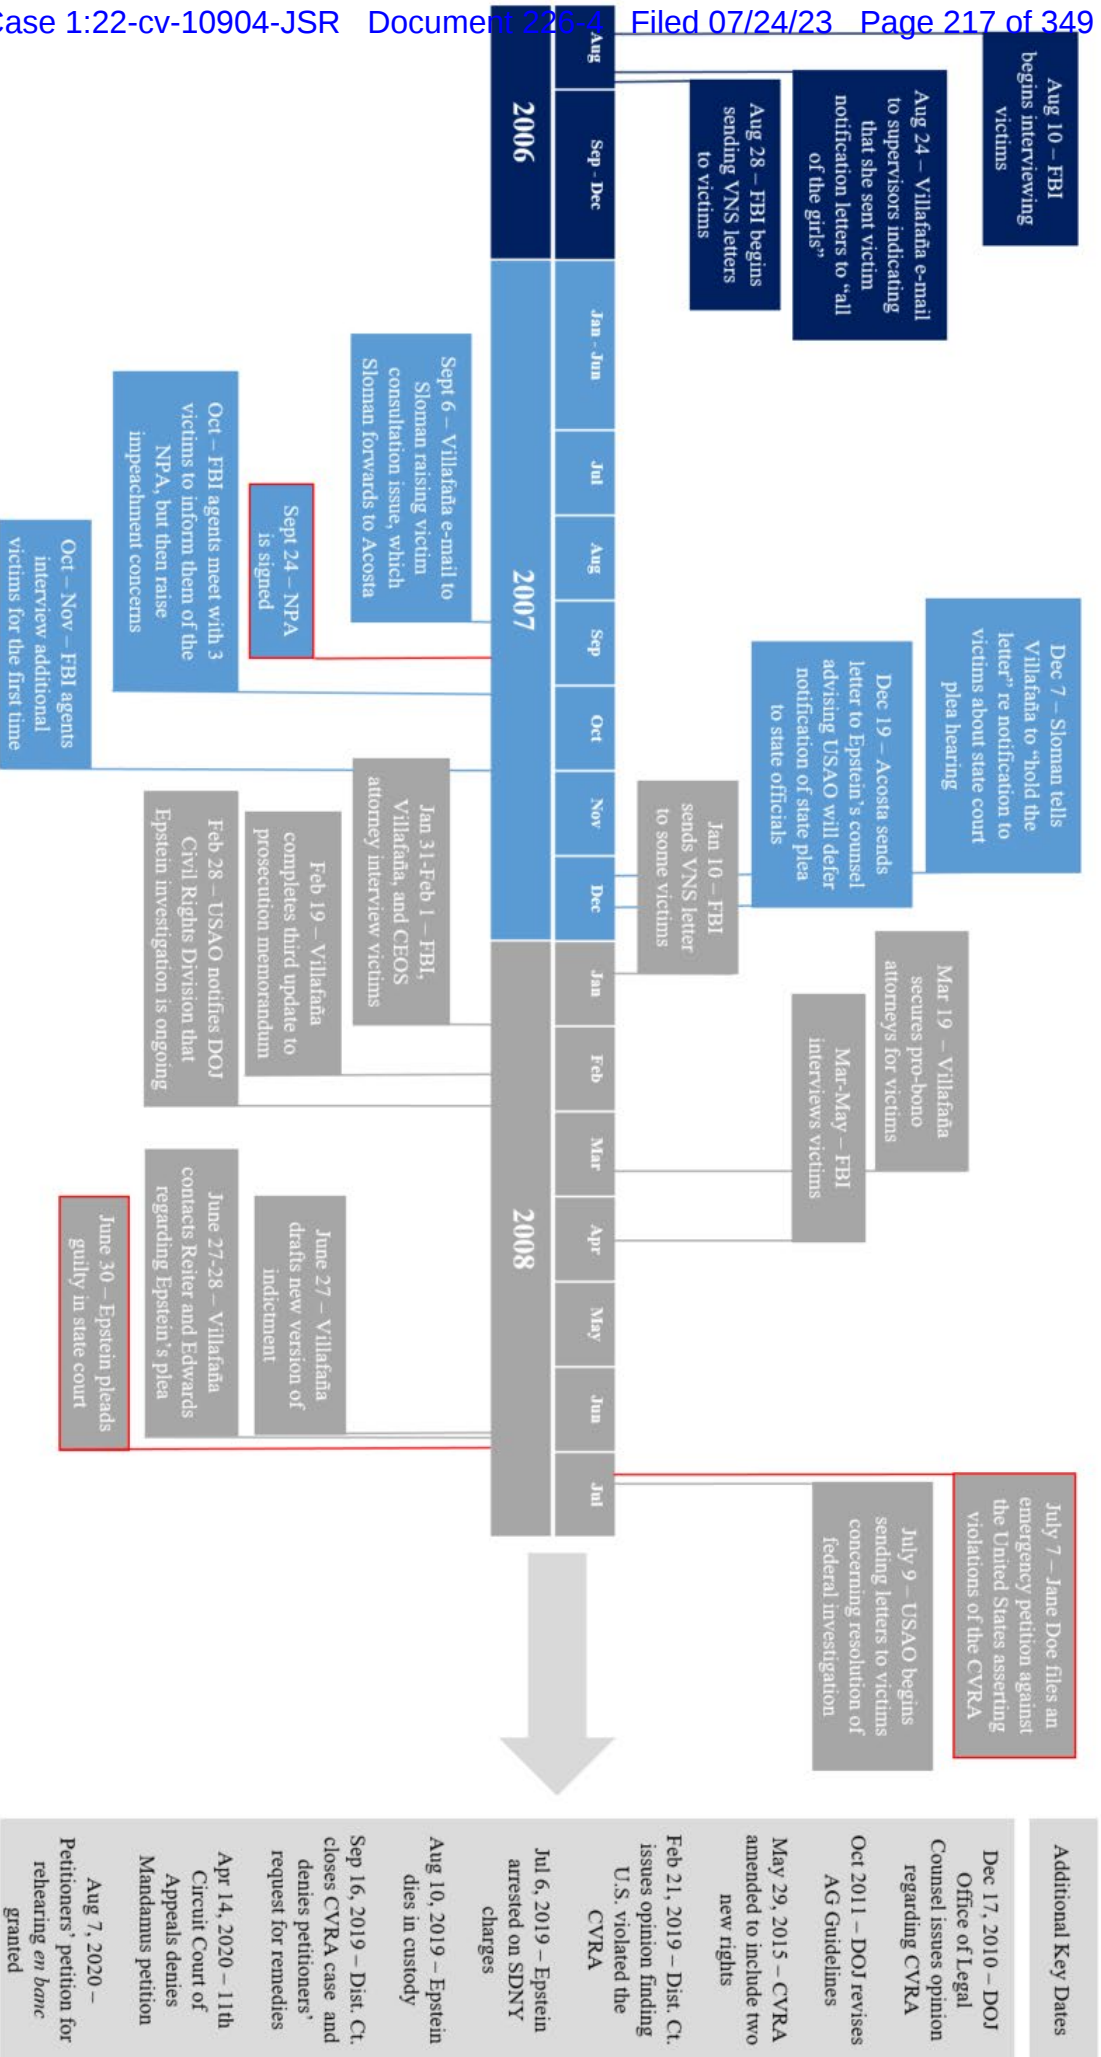 Case 1:22-cv-10904-JSR Document 226-4 Filed 07/24/23 Page 217 of 349
Aug 10 – FBI
begins interviewing
victims
Aug 24 – Villafaña e-mail
to supervisors indicating
that she sent victim
notification letters to “all
of the girls”
Aug 28 – FBI begins
sending VNS letters
to victims
Dec 7 – Sloman tells
Villafaña to “hold the
letter” re notification to
victims about state court
plea hearing
Dec 19 – Acosta sends
letter to Epstein’s counsel
advising USAO will defer
notification of state plea
to state officials
Jan 10 – FBI
sends VNS letter
to some victims
Mar 19 – Villafaña
secures pro-bono
attorneys for victims
Mar-May – FBI
interviews victims
July 7 – Jane Doe files an
emergency petition against
the United States asserting
violations of the CVRA
July 9 – USAO begins
sending letters to victims
concerning resolution of
federal investigation
Aug
Sep - Dec
Jan - Jun
Jul
Aug
Sep
Oct
Nov
Dec
Jan
Feb
Mar
Apr
May
Jun
Jul
2006
2007
2008
Sept 6 – Villafaña e-mail to
Sloman raising victim
consultation issue, which
Sloman forwards to Acosta
Sept 24 – NPA
is signed
Oct – FBI agents meet with 3
victims to inform them of the
NPA, but then raise
impeachment concerns
Oct – Nov – FBI agents
interview additional
victims for the first time
Jan 31-Feb 1 – FBI,
Villafaña, and CEOS
attorney interview victims
Feb 19 – Villafaña
completes third update to
prosecution memorandum
Feb 28 – USAO notifies DOJ
Civil Rights Division that
Epstein investigation is ongoing
June 27 – Villafaña
drafts new version of
indictment
June 27-28 – Villafaña
contacts Reiter and Edwards
regarding Epstein’s plea
June 30 – Epstein pleads
guilty in state court
Additional Key Dates
Dec 17, 2010 – DOJ
Office of Legal
Counsel issues opinion
regarding CVRA
Oct 2011 – DOJ revises
AG Guidelines
May 29, 2015 – CVRA
amended to include two
new rights
Feb 21, 2019 – Dist. Ct.
issues opinion finding
U.S. violated the
CVRA
Jul 6, 2019 – Epstein
arrested on SDNY
charges
Aug 10, 2019 – Epstein
dies in custody
Sep 16, 2019 – Dist. Ct.
closes CVRA case and
denies petitioners’
request for remedies
Apr 14, 2020 – 11th
Circuit Court of
Appeals denies
Mandamus petition
Aug 7, 2020 –
Petitioners’ petition for
rehearing en banc
granted